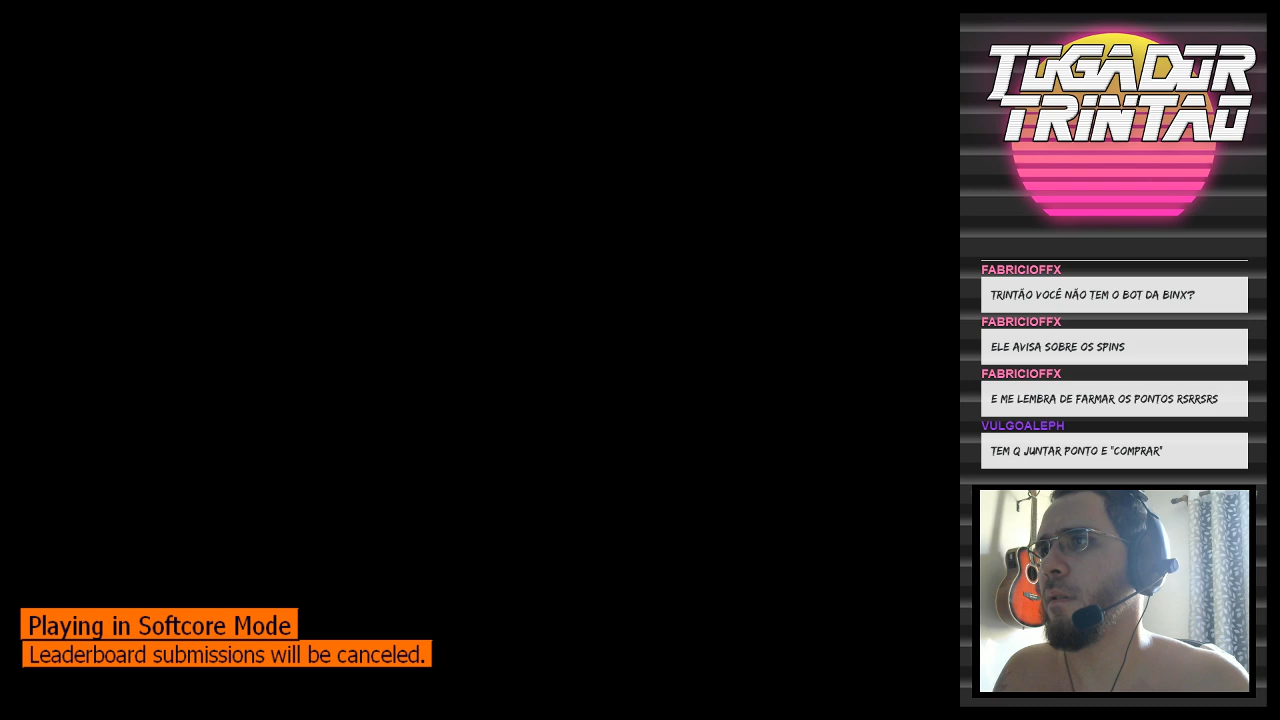 JOGADOR
TRINTAO
FABRICIOFFX
TRINTÃO VOCÊ NÃO TEM O BOT DA BINX??
FABRICIOFFX
ELE AVISA SOBRE OS SPINS
FABRICIOFFX
E ME LEMBRA DE FARMAR OS PONTOS RSRRSRS
VULGOALEPH
TEM Q JUNTAR PONTO E "COMPRAR"
Playing in Softcore Mode
Leaderboard submissions will be canceled.